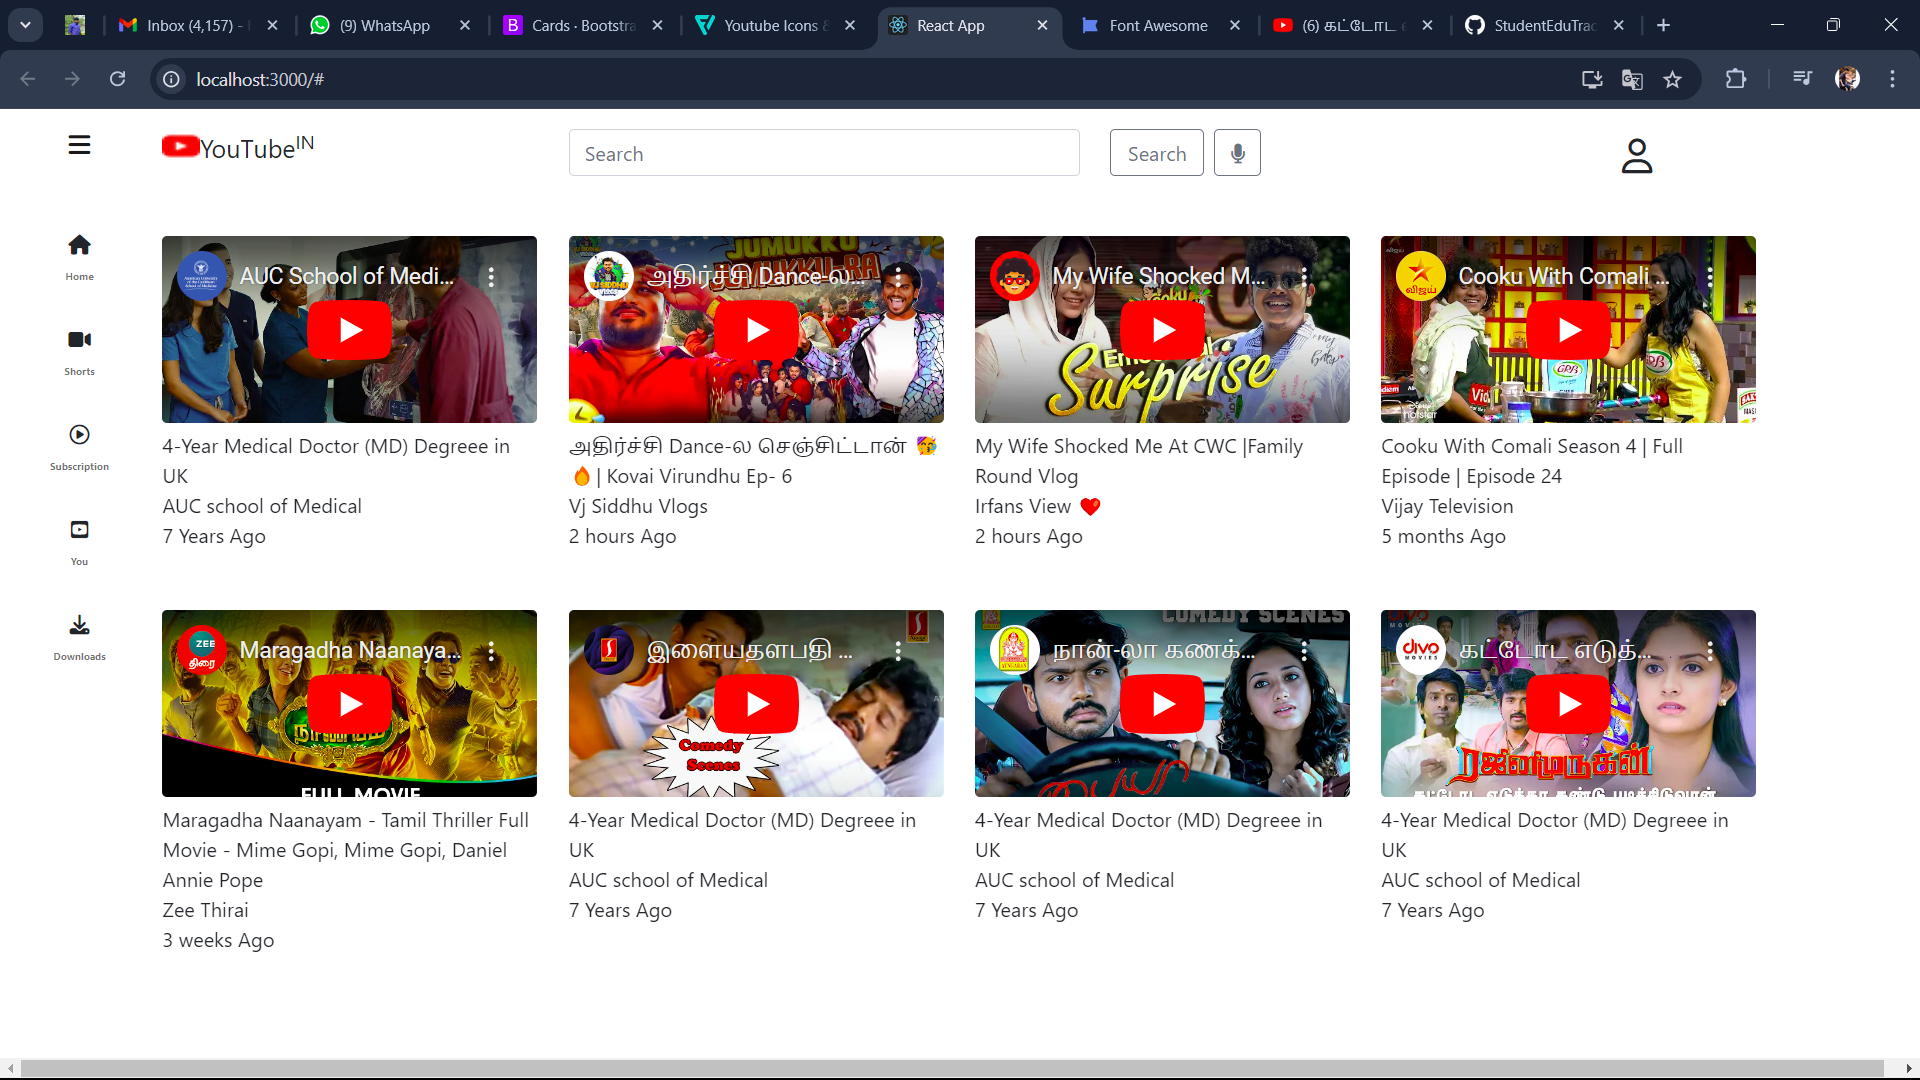 Inbox (4,157) -
(9) WhatsApp
Cards · Bootstra
Youtube Icons &
React App
Font Awesome
(6) கட்டோட
StudentEduTrac
localhost:3000/#
YouTubeIN
Search
Search
Home
Shorts
Subscription
You
Downloads
AUC School of Medi...
4-Year Medical Doctor (MD) Degreee in
UK
AUC school of Medical
7 Years Ago
JUMUKKU
அதிர்ச்சி Dance-ல...
அதிர்ச்சி Dance-ல செஞ்சிட்டான் 🥳
🔥 | Kovai Virundhu Ep- 6
Vj Siddhu Vlogs
2 hours Ago
My Wife Shocked M...
Surprise
My Wife Shocked Me At CWC |Family
Round Vlog
Irfans View ❤️
2 hours Ago
விஜய்
Cooku With Comali ...
GRB
hotstar
Cooku With Comali Season 4 | Full
Episode | Episode 24
Vijay Television
5 months Ago
ZEE
திரை
Maragadha Naanaya...
FULL MOVIE
Maragadha Naanayam - Tamil Thriller Full
Movie - Mime Gopi, Mime Gopi, Daniel
Annie Pope
Zee Thirai
3 weeks Ago
இளையதளபதி ...
Comedy
Scenes
4-Year Medical Doctor (MD) Degreee in
UK
AUC school of Medical
7 Years Ago
COMEDY SCENES
நான்-லா கணக்...
பையா
4-Year Medical Doctor (MD) Degreee in
UK
AUC school of Medical
7 Years Ago
divo
MOVIES
கட்டோட எடுத்...
ரஜினிமுருகன்
4-Year Medical Doctor (MD) Degreee in
UK
AUC school of Medical
7 Years Ago